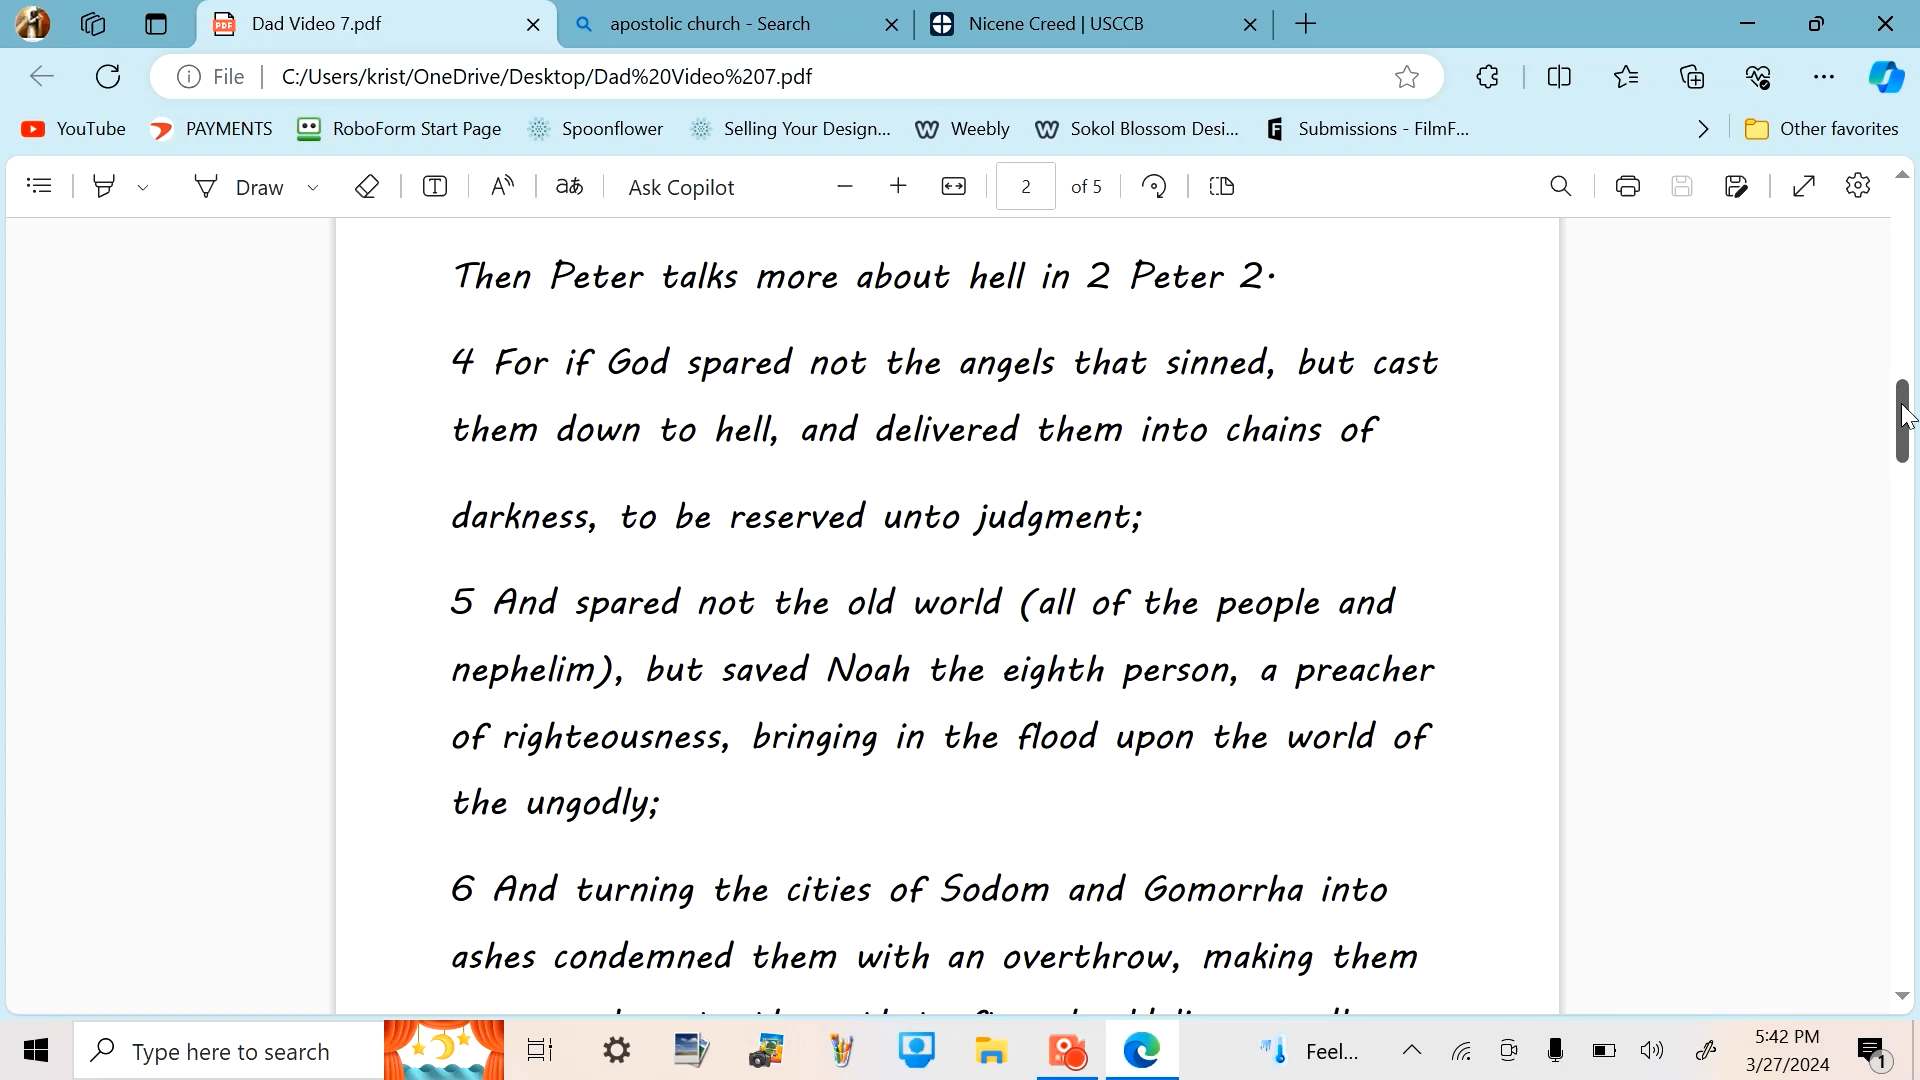 Dad Video 7.pdf
apostolic church - Search
Nicene Creed | USCCB
File
C:/Users/krist/OneDrive/Desktop/Dad%20Video%207.pdf
YouTube
PAYMENTS
RoboForm Start Page
Spoonflower
Selling Your Design...
Weebly
Sokol Blossom Desi...
Submissions - FilmF...
Other favorites
Draw
Ask Copilot
2
of 5
Then Peter talks more about hell in 2 Peter 2.
4 For if God spared not the angels that sinned, but cast
them down to hell, and delivered them into chains of
darkness, to be reserved unto judgment;
5 And spared not the old world (all of the people and
nephelim), but saved Noah the eighth person, a preacher
of righteousness, bringing in the flood upon the world of
the ungodly;
6 And turning the cities of Sodom and Gomorrha into
ashes condemned them with an overthrow, making them
Type here to search
Feel...
5:42 PM
3/27/2024
1